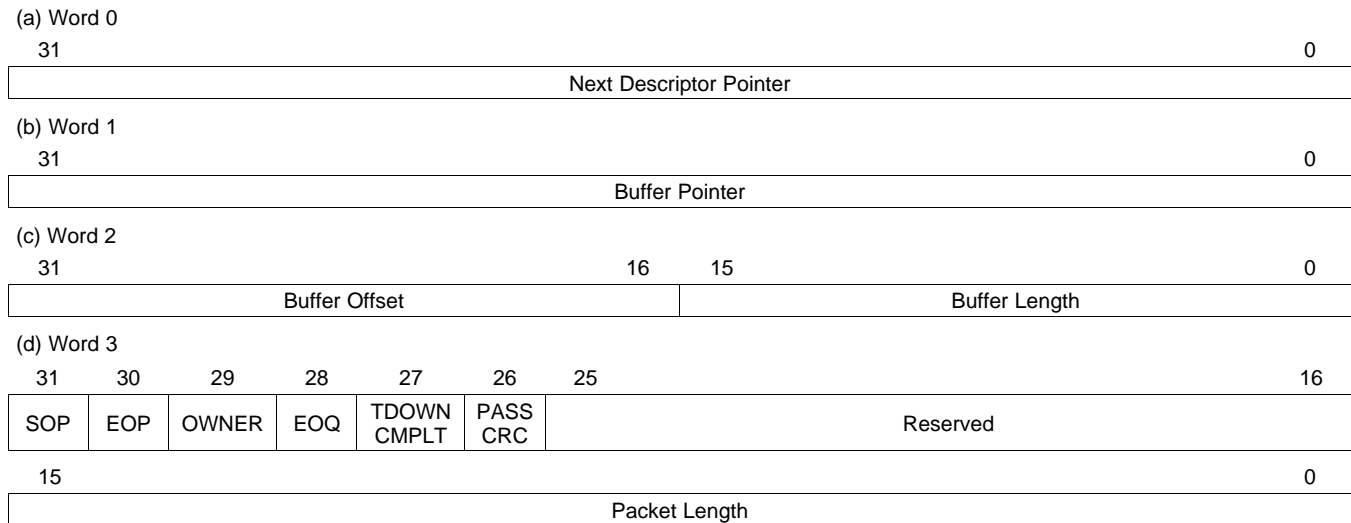 (a) Word 0
31 0
Next Descriptor Pointer
(b) Word 1
31 0
Buffer Pointer
(c) Word 2
31 16 15 0
Buffer Offset Buffer Length
(d) Word 3
31 30 29 28 27 26 25 16
SOP EOP OWNER EOQ TDOWN CMPLT PASS CRC Reserved
15 0
Packet Length